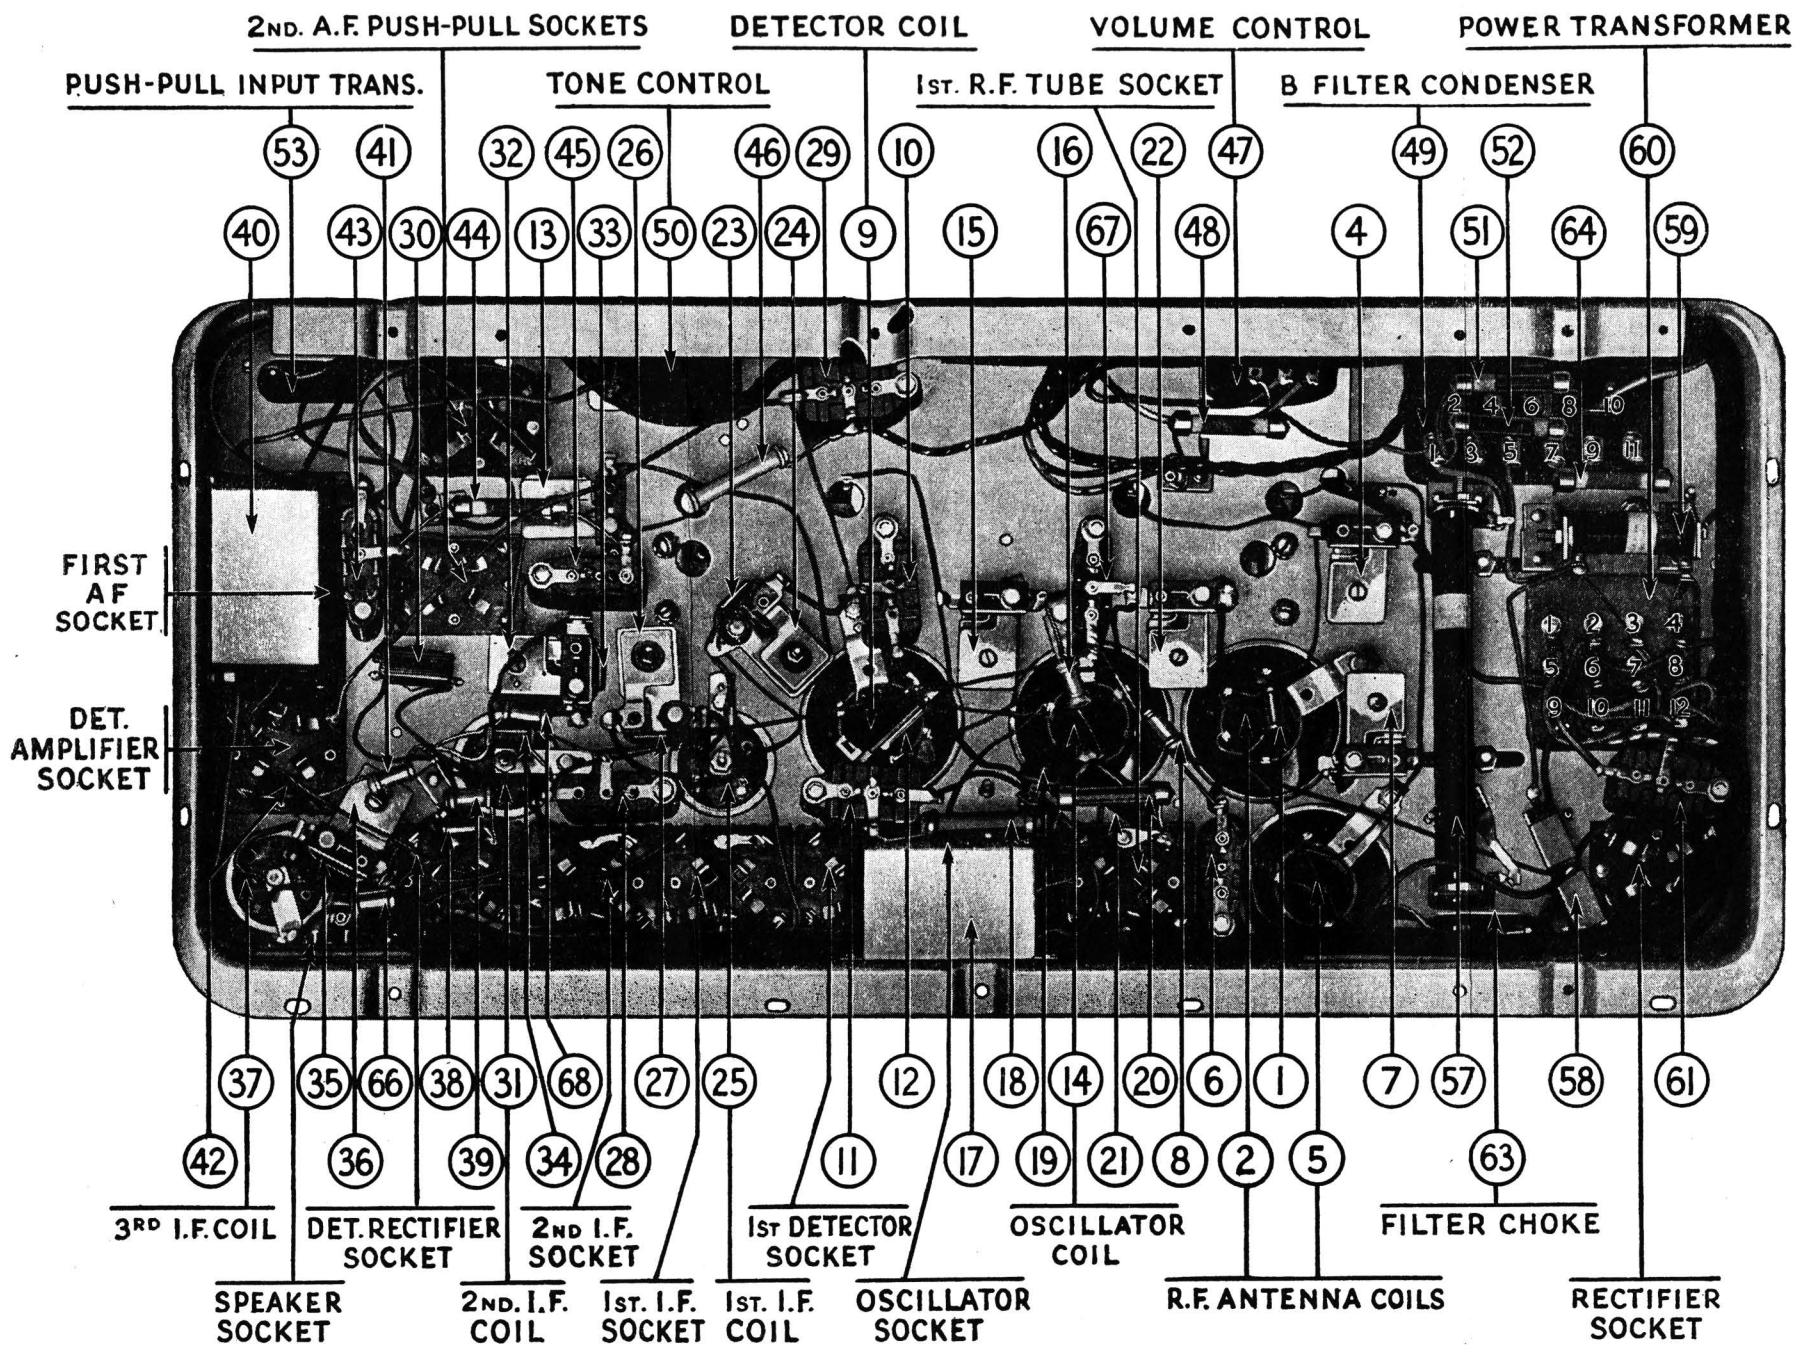 2ND. A.F. PUSH-PULL SOCKETS
DETECTOR COIL
VOLUME CONTROL
POWER TRANSFORMER
PUSH-PULL INPUT TRANS.
TONE CONTROL
1ST. R.F. TUBE SOCKET
B FILTER CONDENSER
53 41 32 45 26 46 29 10 16 22 47 49 52 60
40 43 30 44 13 33 50 23 24 9 15 67 48 4 51 64 59
2 4 6 8 10
1 3 5 7 9 11
FIRST
AF
SOCKET
1 2 3 4
5 6 7 8
9 10 11 12
DET.
AMPLIFIER
SOCKET
37 35 66 38 31 68 27 25 12 18 14 20 6 1 7 57 58 61
42 36 39 34 28 11 17 19 21 8 2 5 63
3RD I.F. COIL
DET. RECTIFIER
SOCKET
2ND I.F.
SOCKET
1ST DETECTOR
SOCKET
OSCILLATOR
COIL
FILTER CHOKE
SPEAKER
SOCKET
2ND. I.F.
COIL
1ST. I.F.
SOCKET
1ST. I.F.
COIL
OSCILLATOR
SOCKET
R.F. ANTENNA COILS
RECTIFIER
SOCKET